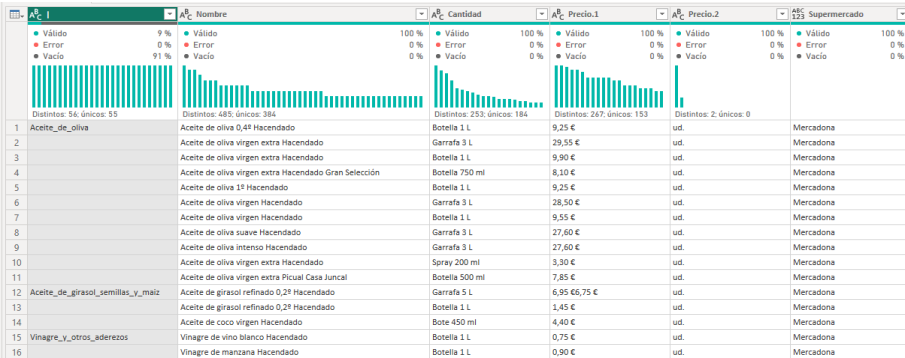 ABC I ABC Nombre ABC Cantidad ABC Precio.1 ABC Precio.2 ABC 123 Supermercado
Válido 9 % Válido 100 % Válido 100 % Válido 100 % Válido 100 % Válido 100 %
Error 0 % Error 0 % Error 0 % Error 0 % Error 0 % Error 0 %
Vacío 91 % Vacío 0 % Vacío 0 % Vacío 0 % Vacío 0 % Vacío 0 %
Distintos: 56; únicos: 55 Distintos: 485; únicos: 384 Distintos: 253; únicos: 184 Distintos: 267; únicos: 153 Distintos: 2; únicos: 0
1 Aceite_de_oliva Aceite de oliva 0,4º Hacendado Botella 1 L 9,25 € ud. Mercadona
2 Aceite de oliva virgen extra Hacendado Garrafa 3 L 29,55 € ud. Mercadona
3 Aceite de oliva virgen extra Hacendado Botella 1 L 9,90 € ud. Mercadona
4 Aceite de oliva virgen extra Hacendado Gran Selección Botella 750 ml 8,10 € ud. Mercadona
5 Aceite de oliva 1º Hacendado Botella 1 L 9,25 € ud. Mercadona
6 Aceite de oliva virgen Hacendado Garrafa 3 L 28,50 € ud. Mercadona
7 Aceite de oliva virgen Hacendado Botella 1 L 9,55 € ud. Mercadona
8 Aceite de oliva suave Hacendado Garrafa 3 L 27,60 € ud. Mercadona
9 Aceite de oliva intenso Hacendado Garrafa 3 L 27,60 € ud. Mercadona
10 Aceite de oliva virgen extra Hacendado Spray 200 ml 3,30 € ud. Mercadona
11 Aceite de oliva virgen extra Picual Casa Juncal Botella 500 ml 7,85 € ud. Mercadona
12 Aceite_de_girasol_semillas_y_maiz Aceite de girasol refinado 0,2º Hacendado Garrafa 5 L 6,95 €6,75 € ud. Mercadona
13 Aceite de girasol refinado 0,2º Hacendado Botella 1 L 1,45 € ud. Mercadona
14 Aceite de coco virgen Hacendado Bote 450 ml 4,40 € ud. Mercadona
15 Vinagre_y_otros_aderezos Vinagre de vino blanco Hacendado Botella 1 L 0,75 € ud. Mercadona
16 Vinagre de manzana Hacendado Botella 1 L 0,90 € ud. Mercadona